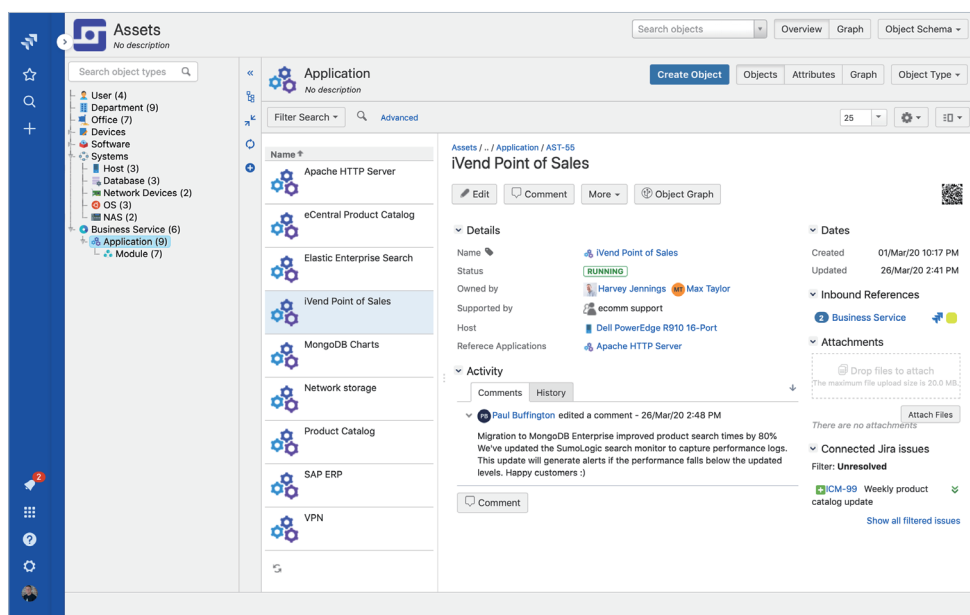 Assets
No description
Search objects
Overview
Graph
Object Schema
Search object types
User (4)
Department (9)
Office (7)
Devices
Software
Systems
Host (3)
Database (3)
Network Devices (2)
OS (3)
NAS (2)
Business Service (6)
Application (9)
Module (7)
2
Application
No description
Create Object
Objects
Attributes
Graph
Object Type
Filter Search
Advanced
25
Name
Apache HTTP Server
eCentral Product Catalog
Elastic Enterprise Search
iVend Point of Sales
MongoDB Charts
Network storage
Product Catalog
SAP ERP
VPN
Assets / .. / Application / AST-55
iVend Point of Sales
Edit
Comment
More
Object Graph
Details
Name iVend Point of Sales
Status RUNNING
Owned by Harvey Jennings MT Max Taylor
Supported by ecomm support
Host Dell PowerEdge R910 16-Port
Referece Applications Apache HTTP Server
Activity
Comments
History
PB Paul Buffington edited a comment - 26/Mar/20 2:48 PM
Migration to MongoDB Enterprise improved product search times by 80%
We've updated the SumoLogic search monitor to capture performance logs.
This update will generate alerts if the performance falls below the updated
levels. Happy customers :)
Comment
Dates
Created 01/Mar/20 10:17 PM
Updated 26/Mar/20 2:41 PM
Inbound References
2 Business Service
Attachments
Drop files to attach
The maximum file upload size is 20.0 MB.
Attach Files
There are no attachments
Connected Jira issues
Filter: Unresolved
ICM-99 Weekly product
catalog update
Show all filtered issues